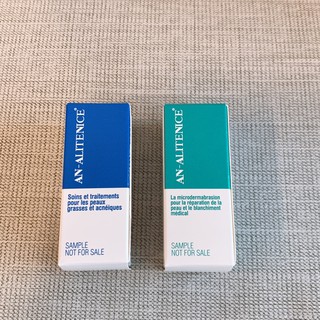 AN-ALITENICE®
Soins et traitements
pour les peaux
grasses et acnéiques
SAMPLE
NOT FOR SALE
AN-ALITENICE®
La microdermabrasion
pour la réparation de la
peau et le blanchiment
médical
SAMPLE
NOT FOR SALE